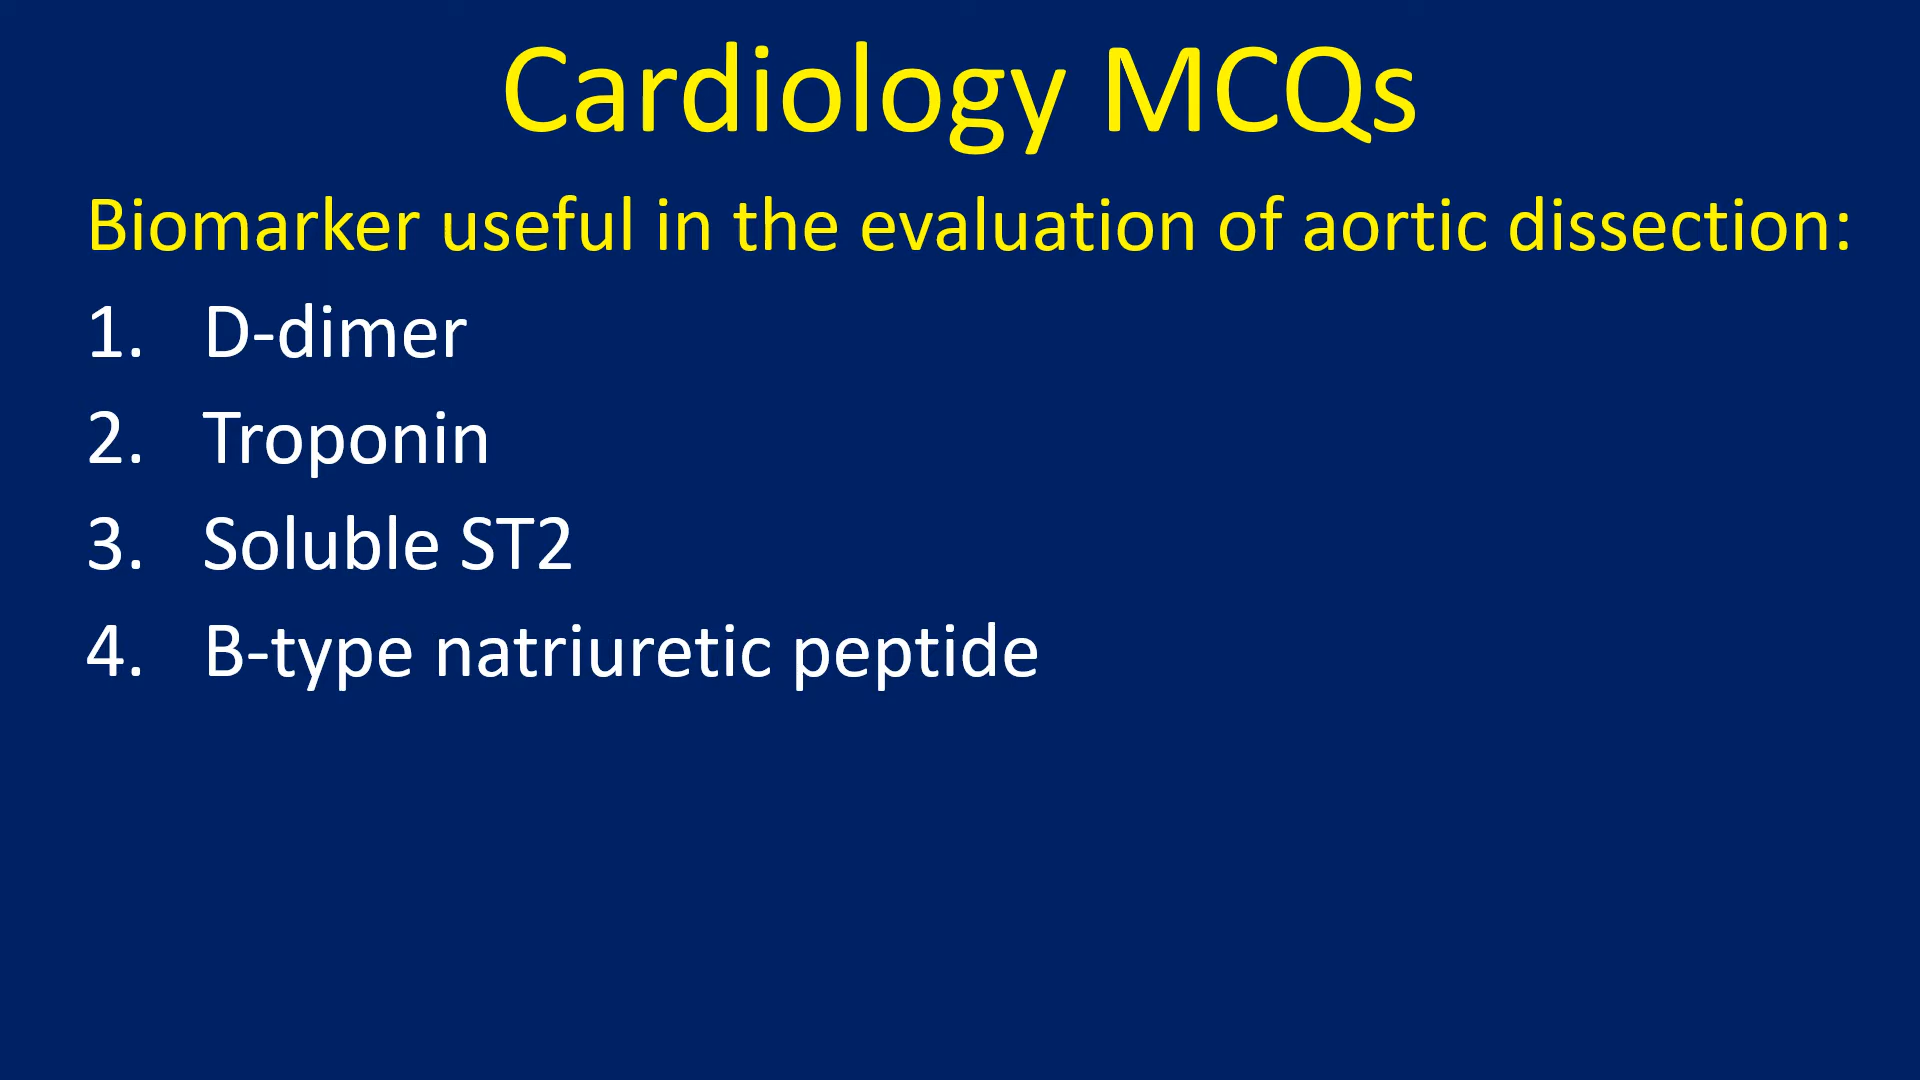 Cardiology MCQs
Biomarker useful in the evaluation of aortic dissection:
1. D-dimer
2. Troponin
3. Soluble ST2
4. B-type natriuretic peptide